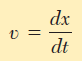 v = dx/dt